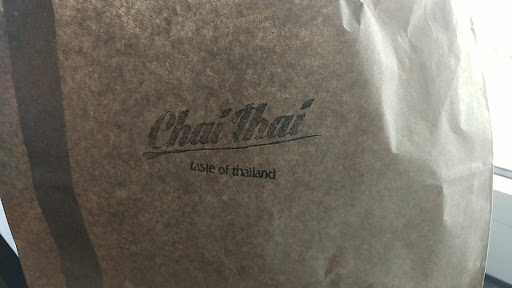 Chai Thai
taste of thailand